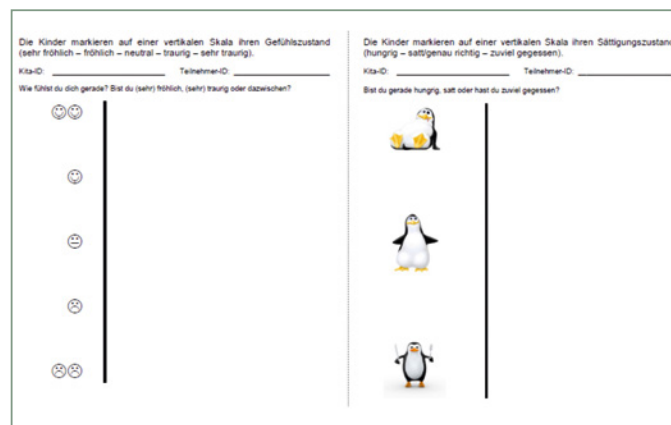 Die Kinder markieren auf einer vertikalen Skala ihren Gefühlszustand
(sehr fröhlich – fröhlich – neutral – traurig – sehr traurig).
Kita-ID: Teilnehmer-ID:
Wie fühlst du dich gerade? Bist du (sehr) fröhlich, (sehr) traurig oder dazwischen?
Die Kinder markieren auf einer vertikalen Skala ihren Sättigungszustand
(hungrig – satt/genau richtig – zuviel gegessen).
Kita-ID: Teilnehmer-ID:
Bist du gerade hungrig, satt oder hast du zuviel gegessen?